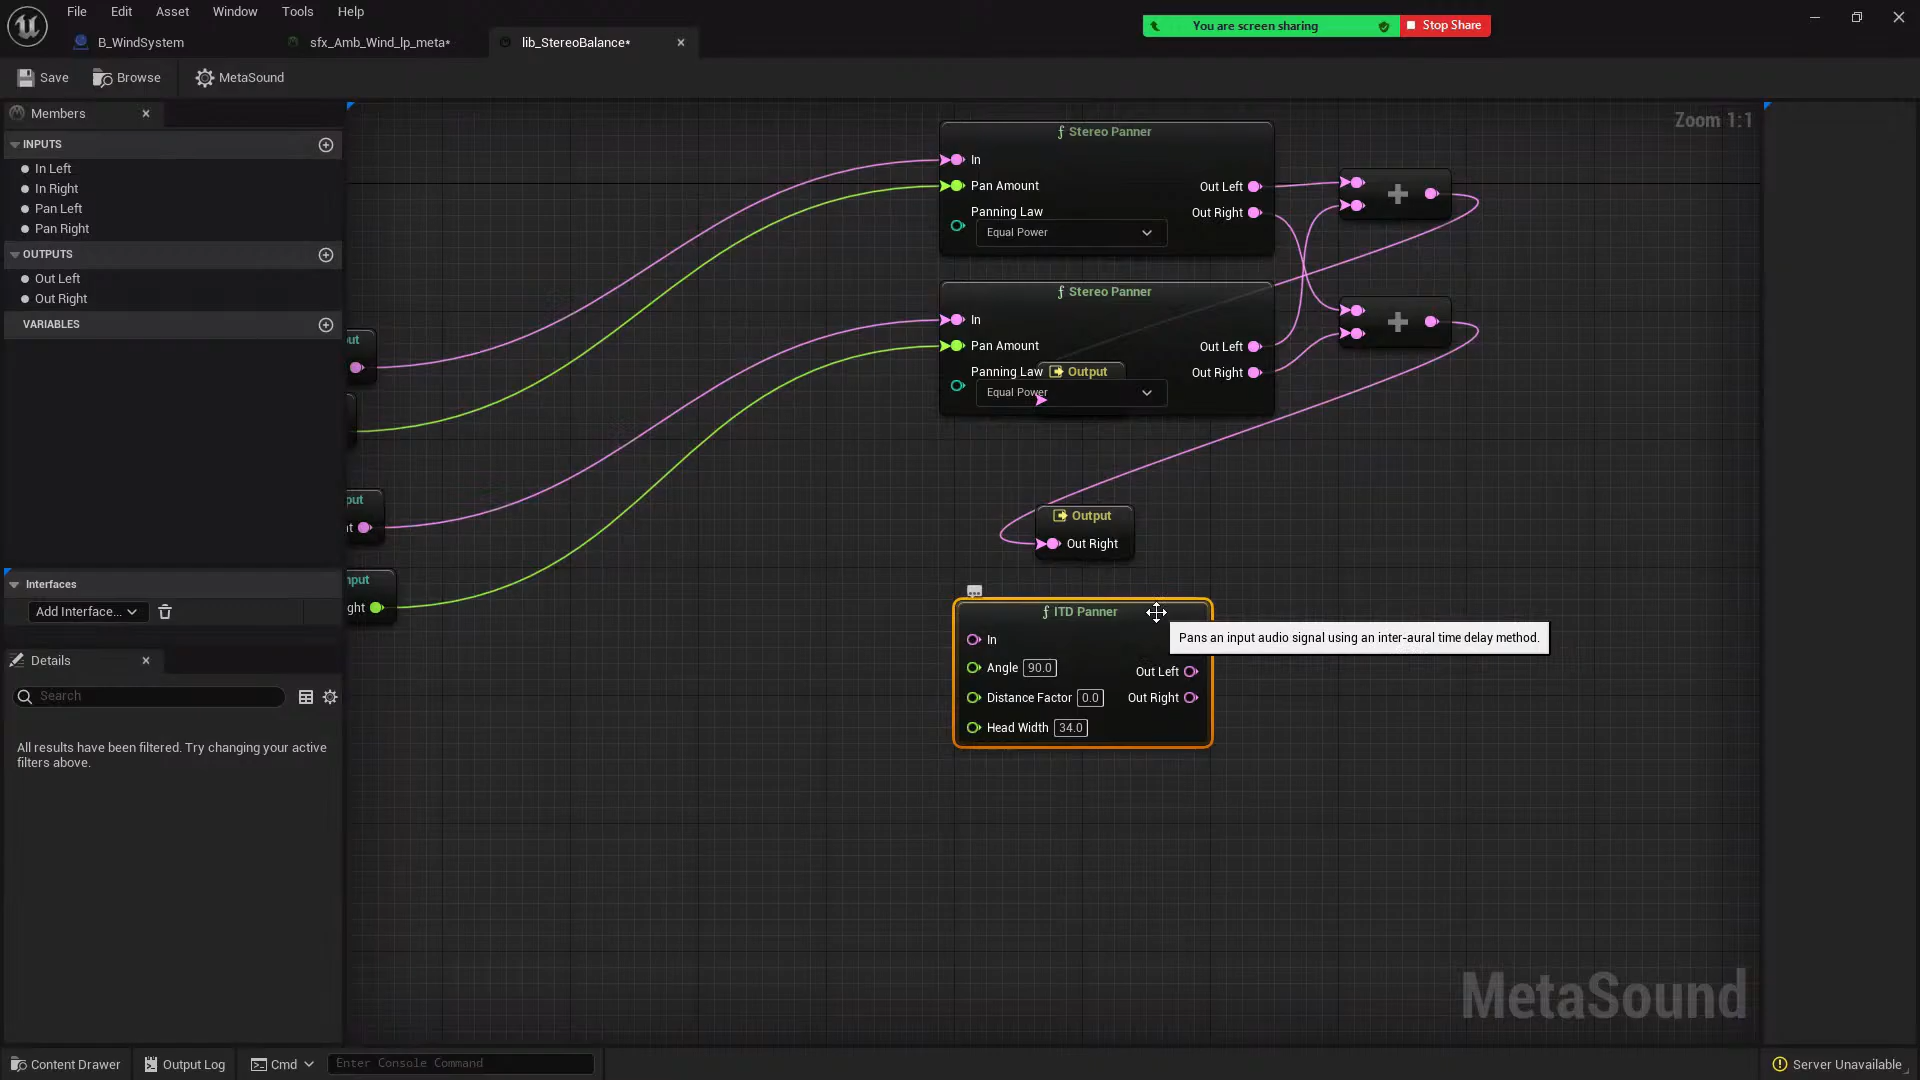 File Edit Asset Window Tools Help
You are screen sharing
Stop Share
B_WindSystem
sfx_Amb_Wind_lp_meta*
lib_StereoBalance*
Save
Browse
MetaSound
Members
INPUTS
In Left
In Right
Pan Left
Pan Right
OUTPUTS
Out Left
Out Right
VARIABLES
Interfaces
Add Interface...
Details
Search
All results have been filtered. Try changing your active
filters above.
Zoom 1:1
Stereo Panner
In
Pan Amount
Out Left
Panning Law
Out Right
Equal Power
Stereo Panner
In
Pan Amount
Out Left
Panning Law
Output
Out Right
Equal Power
Output
Out Right
ITD Panner
Pans an input audio signal using an inter-aural time delay method.
In
Angle 90.0
Out Left
Distance Factor 0.0
Out Right
Head Width 34.0
put
put
t
nput
ght
MetaSound
Content Drawer
Output Log
Cmd
Enter Console Command
Server Unavailable